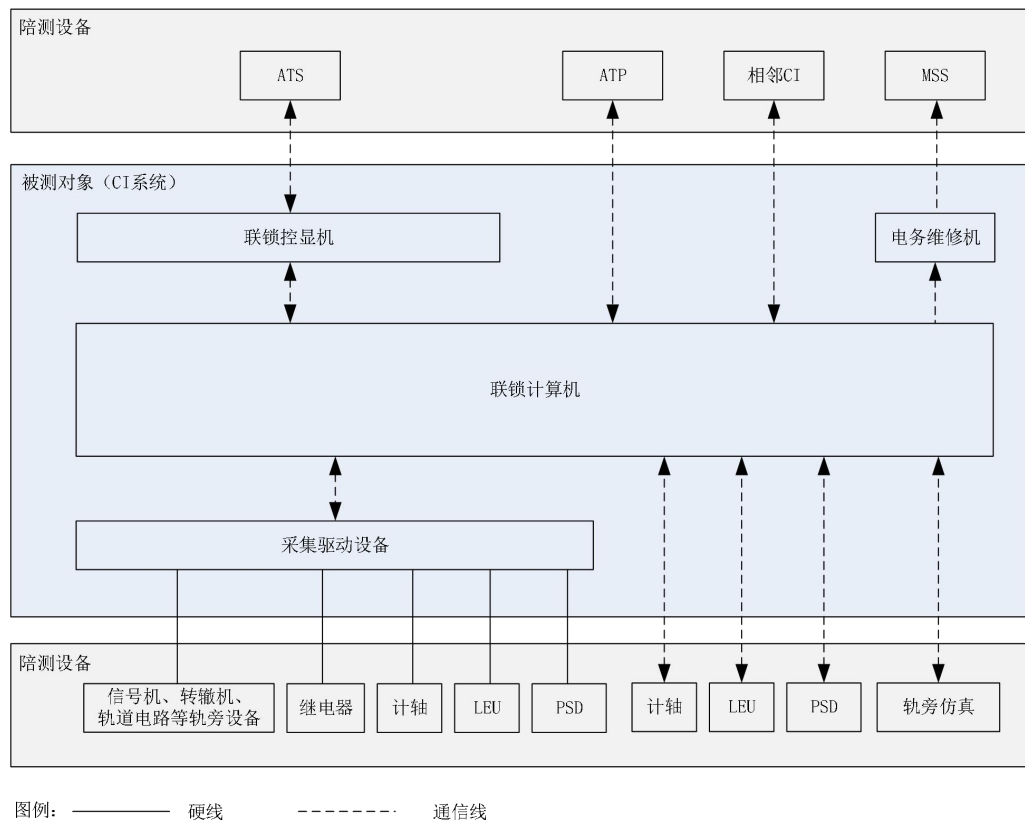 陪测设备
ATS
ATP
相邻CI
MSS
被测对象（CI系统）
联锁控显机
电务维修机
联锁计算机
采集驱动设备
陪测设备
信号机、转辙机、
轨道电路等轨旁设备
继电器
计轴
LEU
PSD
计轴
LEU
PSD
轨旁仿真
图例：
硬线
通信线